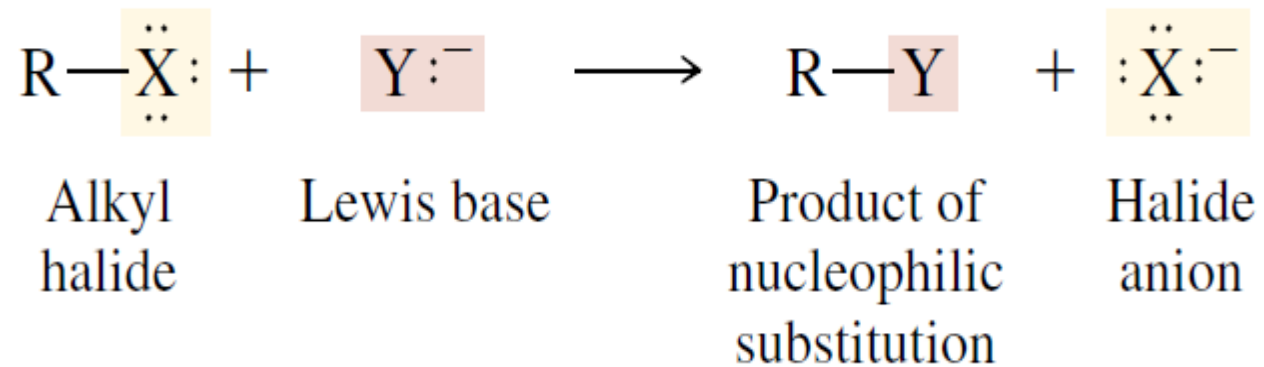 R—X: + Y:⁻ ⟶ R—Y + :X:⁻
Alkyl halide
Lewis base
Product of nucleophilic substitution
Halide anion